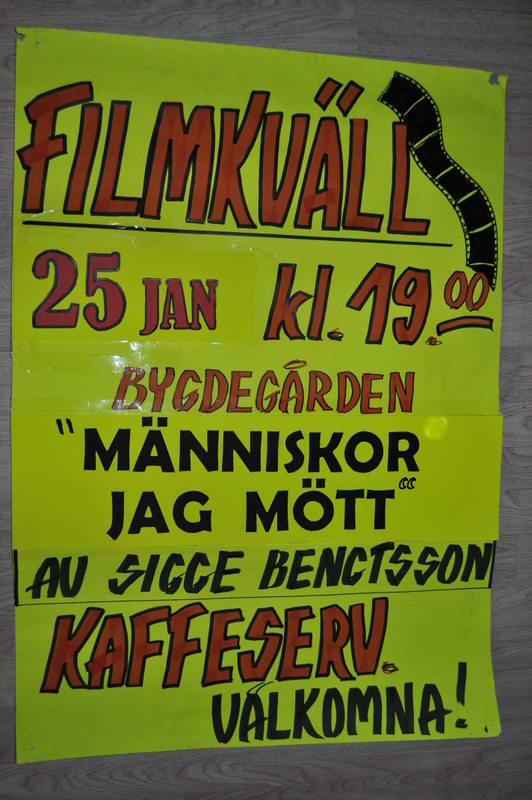 FILMKVÄLL
25 JAN kl. 19.00
BYGDEGÅRDEN
"MÄNNISKOR
JAG MÖTT"
AV SIGGE BENGTSSON
KAFFESERV.
VÄLKOMNA!